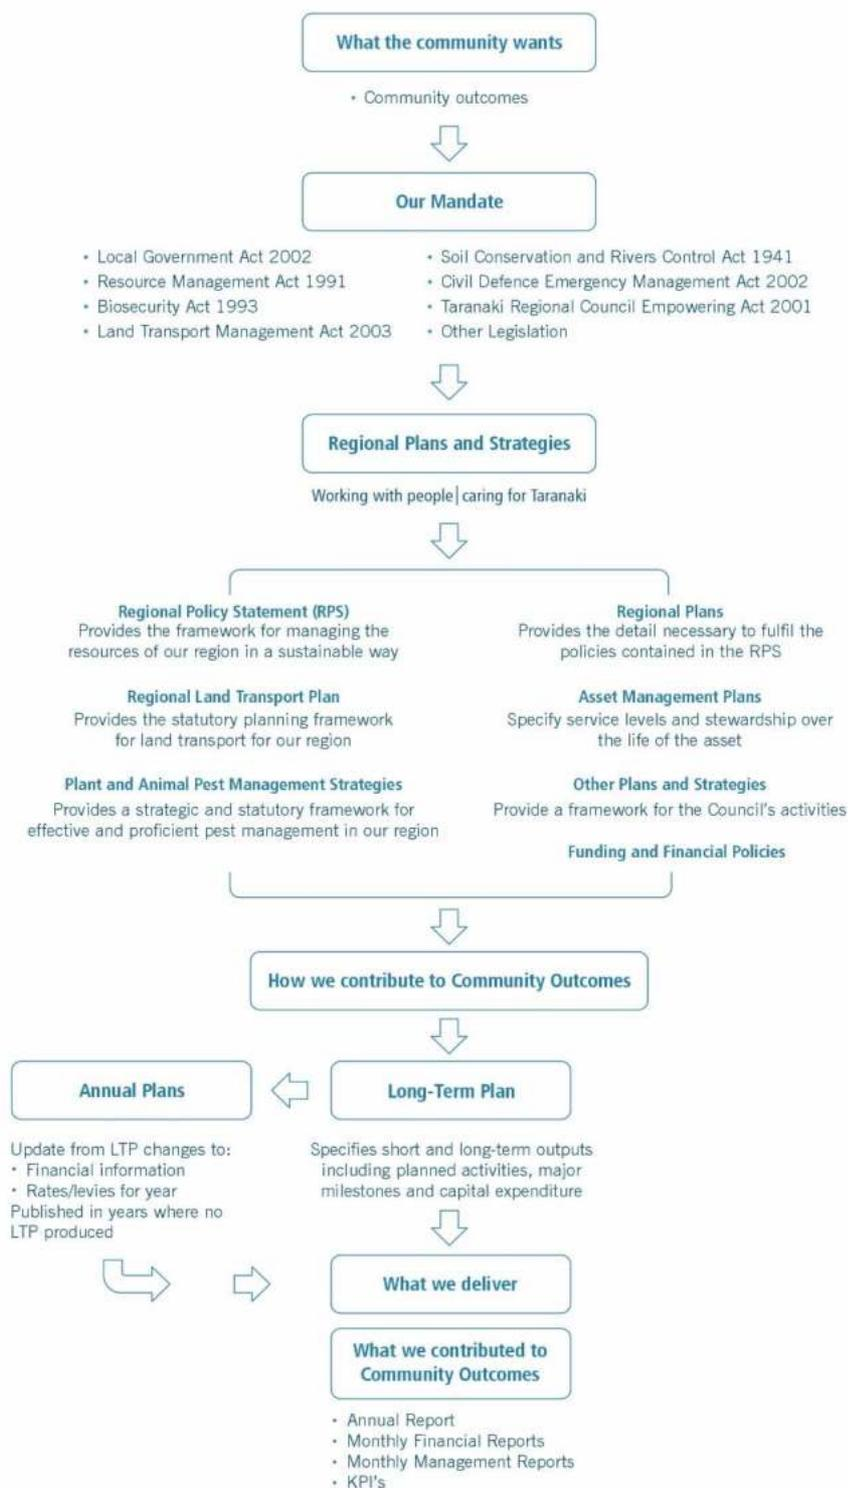 What the community wants
• Community outcomes
Our Mandate
• Local Government Act 2002
• Resource Management Act 1991
• Biosecurity Act 1993
• Land Transport Management Act 2003
• Soil Conservation and Rivers Control Act 1941
• Civil Defence Emergency Management Act 2002
• Taranaki Regional Council Empowering Act 2001
• Other Legislation
Regional Plans and Strategies
Working with people | caring for Taranaki
Regional Policy Statement (RPS)
Provides the framework for managing the
resources of our region in a sustainable way
Regional Land Transport Plan
Provides the statutory planning framework
for land transport for our region
Plant and Animal Pest Management Strategies
Provides a strategic and statutory framework for
effective and proficient pest management in our region
Regional Plans
Provides the detail necessary to fulfil the
policies contained in the RPS
Asset Management Plans
Specify service levels and stewardship over
the life of the asset
Other Plans and Strategies
Provide a framework for the Council's activities
Funding and Financial Policies
How we contribute to Community Outcomes
Annual Plans
Update from LTP changes to:
• Financial information
• Rates/levies for year
Published in years where no
LTP produced
Long-Term Plan
Specifies short and long-term outputs
including planned activities, major
milestones and capital expenditure
What we deliver
What we contributed to
Community Outcomes
• Annual Report
• Monthly Financial Reports
• Monthly Management Reports
• KPI's